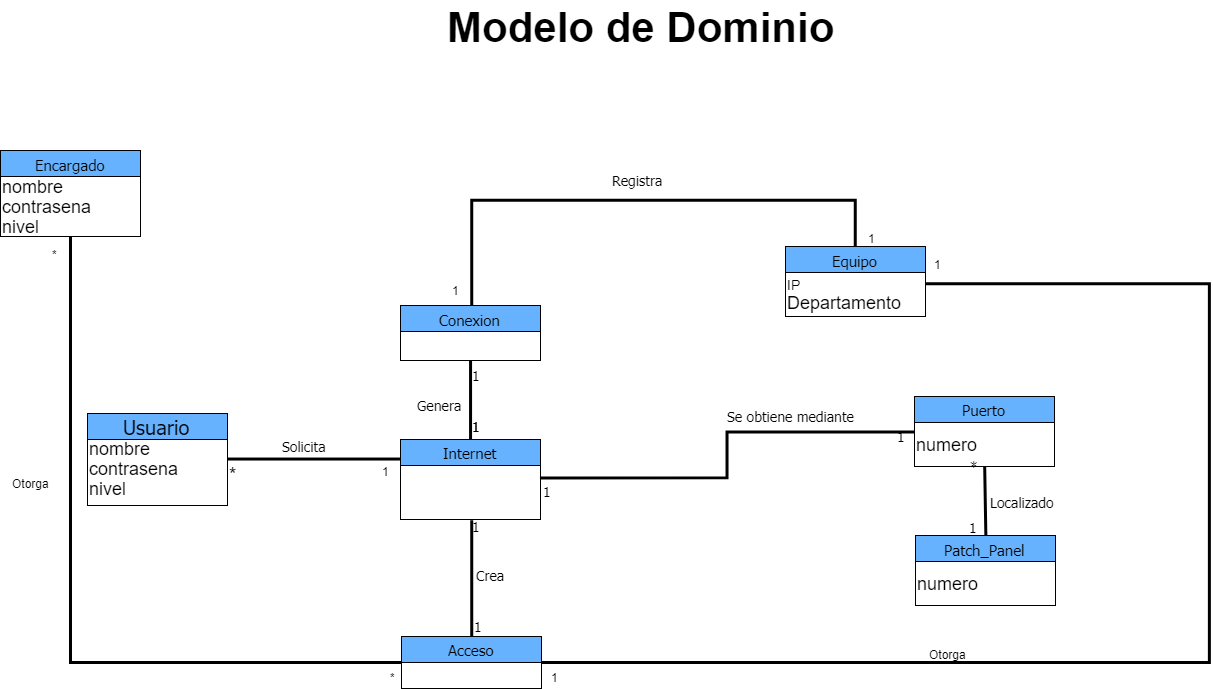 Modelo de Dominio
Encargado
nombre
contrasena
nivel
*
Registra
1
1
Equipo
IP
Departamento
1
Conexion
1
Genera
1
Usuario
nombre
contrasena
nivel
Solicita
*
1
Internet
1
1
Se obtiene mediante
1
Puerto
numero
*
Localizado
1
Patch_Panel
numero
Otorga
Crea
1
Acceso
*
1
Otorga